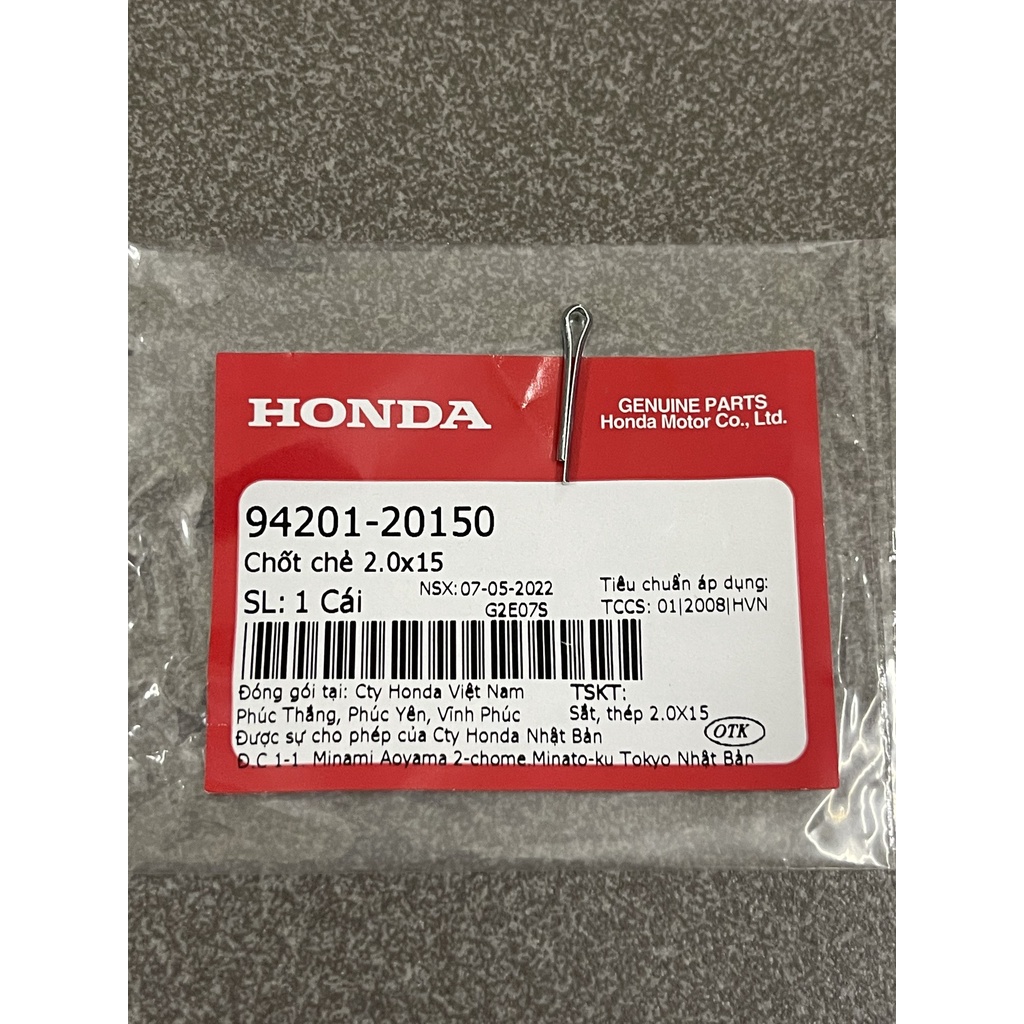 HONDA
GENUINE PARTS
Honda Motor Co., Ltd.
94201-20150
Chốt chẻ 2.0x15
SL: 1 Cái
NSX: 07-05-2022
G2E07S
Tiêu chuẩn áp dụng:
TCCS: 01|2008|HVN
Đóng gói tại: Cty Honda Việt Nam
Phúc Thắng, Phúc Yên, Vĩnh Phúc
Được sự cho phép của Cty Honda Nhật Bản
Đ.C 1-1 Minami Aoyama 2-chome.Minato-ku Tokyo Nhật Bản
TSKT:
Sắt, thép 2.0X15
OTK